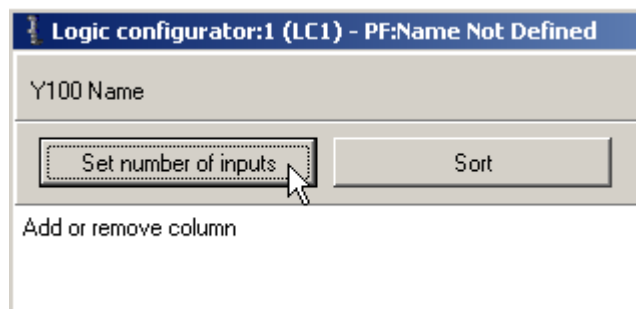 Logic configurator:1 (LC1) - PF:Name Not Defined
Y100 Name
Set number of inputs Sort
Add or remove column